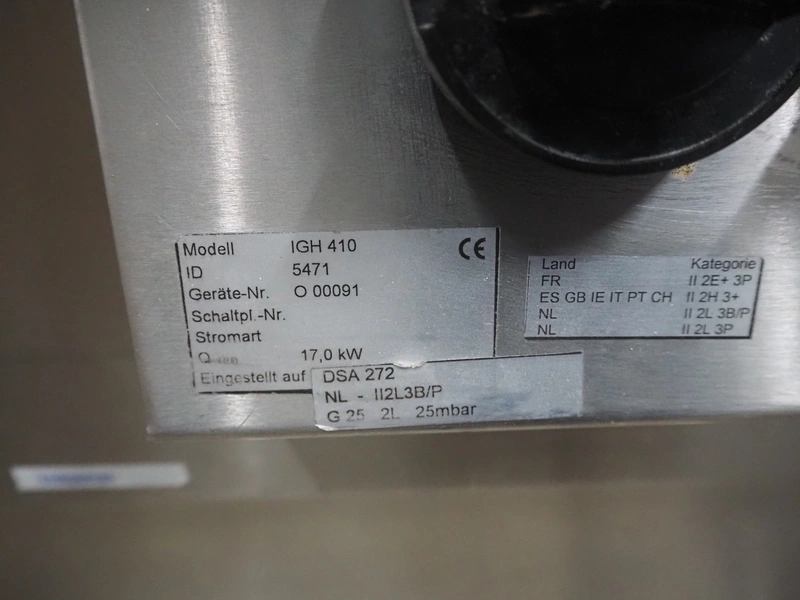 Modell IGH 410 CE
ID 5471
Geräte-Nr. O 00091
Schaltpl.-Nr.
Stromart
Q 17,0 kW
Eingestellt auf
DSA 272
NL - II2L3B/P
G 25 2L 25mbar
Land Kategorie
FR II 2E+ 3P
ES GB IE IT PT CH II 2H 3+
NL II 2L 3B/P
NL II 2L 3P